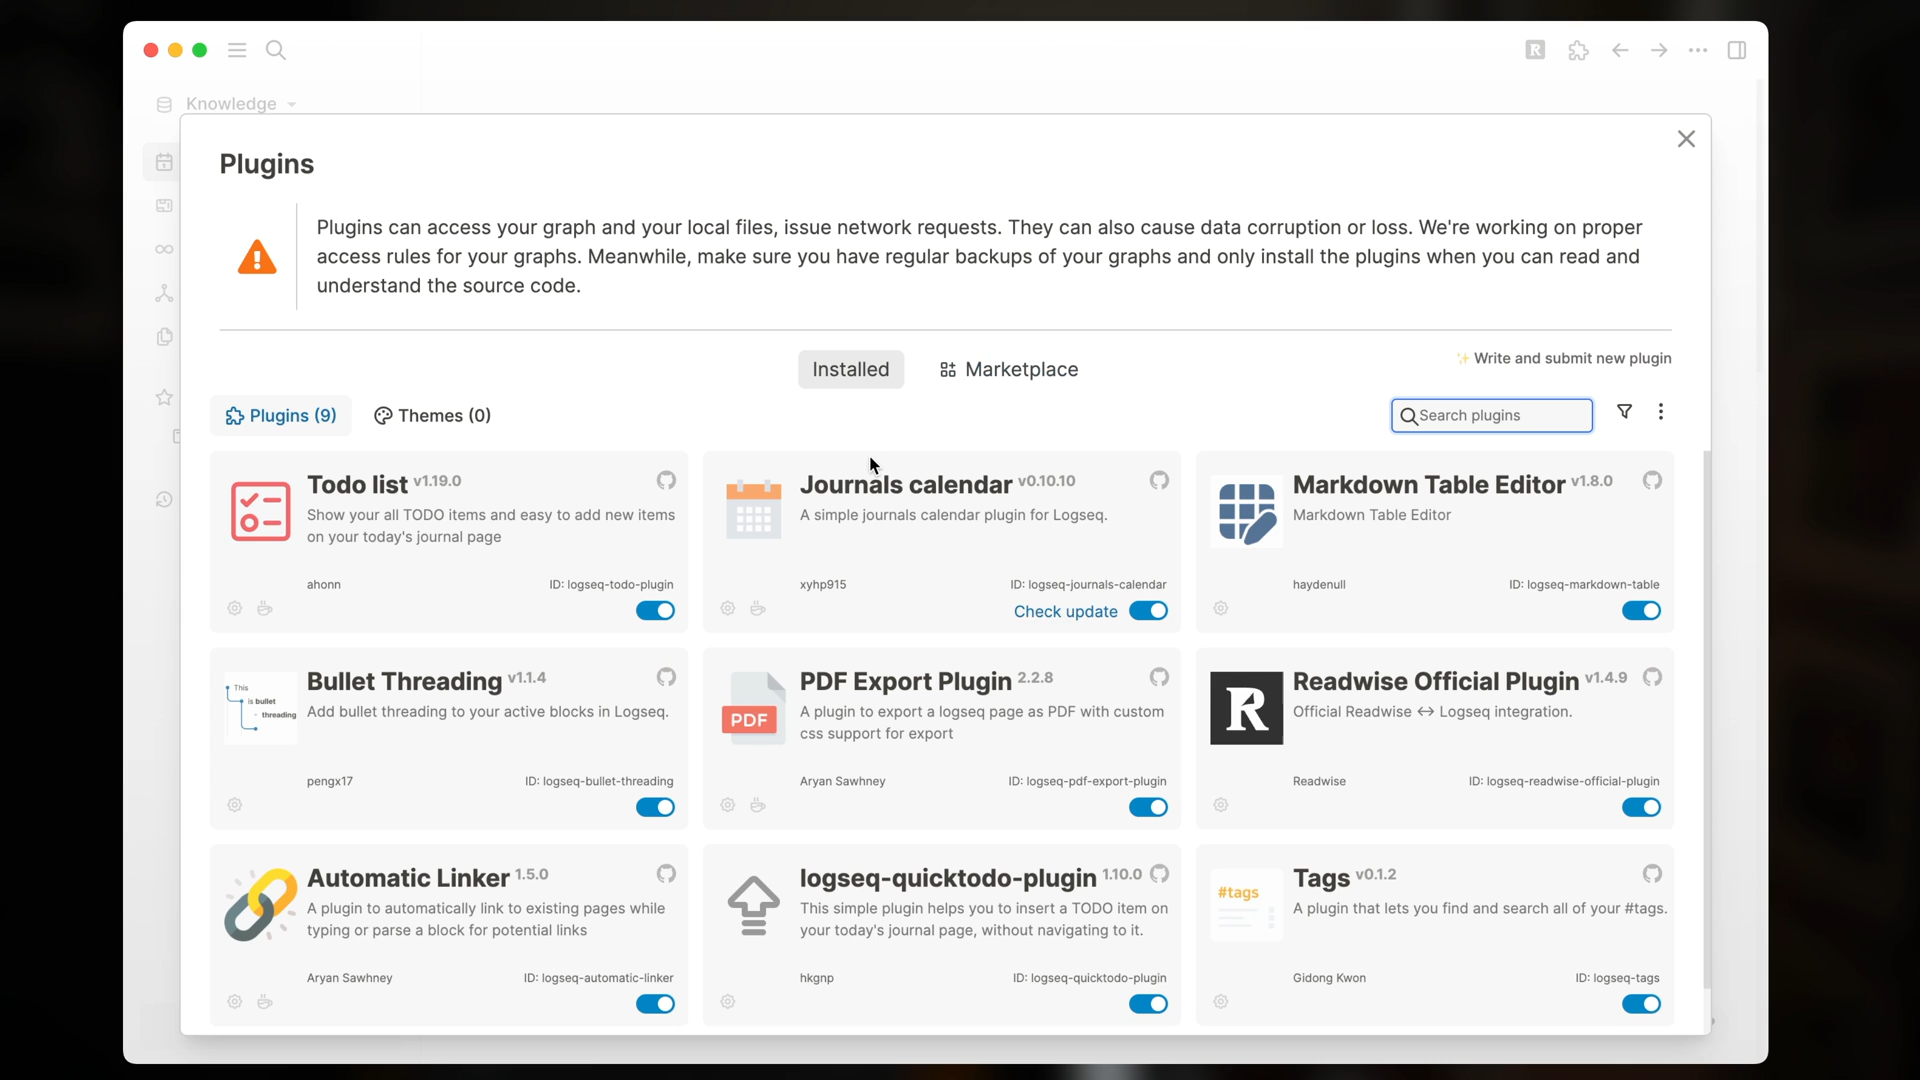 R
Knowledge
Plugins
Plugins can access your graph and your local files, issue network requests. They can also cause data corruption or loss. We're working on proper
access rules for your graphs. Meanwhile, make sure you have regular backups of your graphs and only install the plugins when you can read and
understand the source code.
Installed
Marketplace
✨ Write and submit new plugin
Plugins (9)
Themes (0)
Search plugins
Todo list v1.19.0
Show your all TODO items and easy to add new items
on your today's journal page
ahonn
ID: logseq-todo-plugin
Journals calendar v0.10.10
A simple journals calendar plugin for Logseq.
xyhp915
ID: logseq-journals-calendar
Check update
Markdown Table Editor v1.8.0
Markdown Table Editor
haydenull
ID: logseq-markdown-table
This
is bullet
threading
Bullet Threading v1.1.4
Add bullet threading to your active blocks in Logseq.
pengx17
ID: logseq-bullet-threading
PDF
PDF Export Plugin 2.2.8
A plugin to export a logseq page as PDF with custom
css support for export
Aryan Sawhney
ID: logseq-pdf-export-plugin
R
Readwise Official Plugin v1.4.9
Official Readwise <-> Logseq integration.
Readwise
ID: logseq-readwise-official-plugin
Automatic Linker 1.5.0
A plugin to automatically link to existing pages while
typing or parse a block for potential links
Aryan Sawhney
ID: logseq-automatic-linker
logseq-quicktodo-plugin 1.10.0
This simple plugin helps you to insert a TODO item on
your today's journal page, without navigating to it.
hkgnp
ID: logseq-quicktodo-plugin
#tags
Tags v0.1.2
A plugin that lets you find and search all of your #tags.
Gidong Kwon
ID: logseq-tags